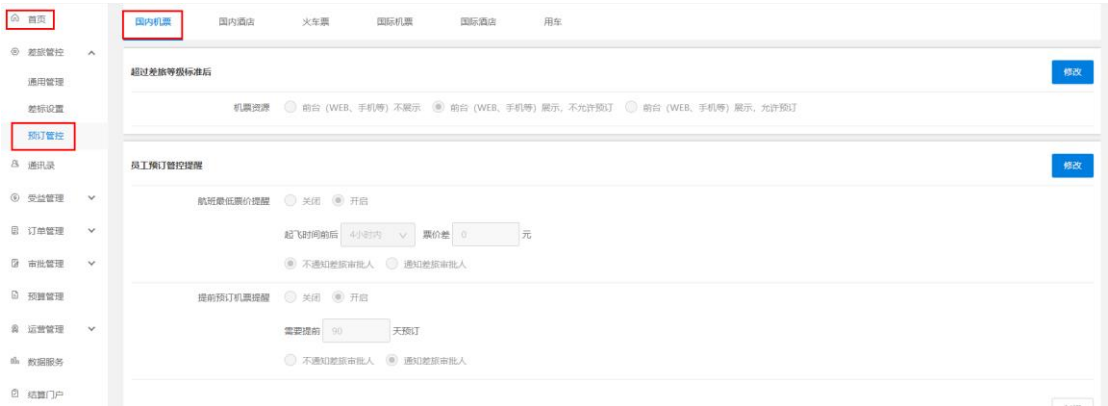 首页
差旅管控
通用管理
差标设置
预订管控
通讯录
受益管理
订单管理
审批管理
预算管理
运营管理
数据服务
结算门户
国内机票 国内酒店 火车票 国际机票 国际酒店 用车
超过差旅等级标准后 修改
机票资源 前台（WEB、手机等）不展示 前台（WEB、手机等）展示，不允许预订 前台（WEB、手机等）展示，允许预订
员工预订管控提醒 修改
航班最低票价提醒 关闭 开启
起飞时间前后 4小时内 票价差 0 元
不通知差旅审批人 通知差旅审批人
提前预订机票提醒 关闭 开启
需要提前 90 天预订
不通知差旅审批人 通知差旅审批人